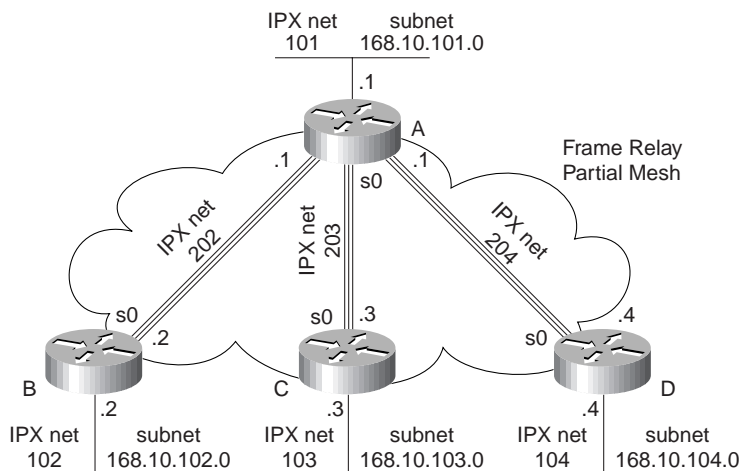 IPX net
101
subnet
168.10.101.0
.1
A
Frame Relay
Partial Mesh
.1
s0
.1
IPX net
202
IPX net
203
IPX net
204
s0
.2
s0
.3
s0
.4
B
.2
C
.3
.4
D
IPX net
102
subnet
168.10.102.0
IPX net
103
subnet
168.10.103.0
IPX net
104
subnet
168.10.104.0